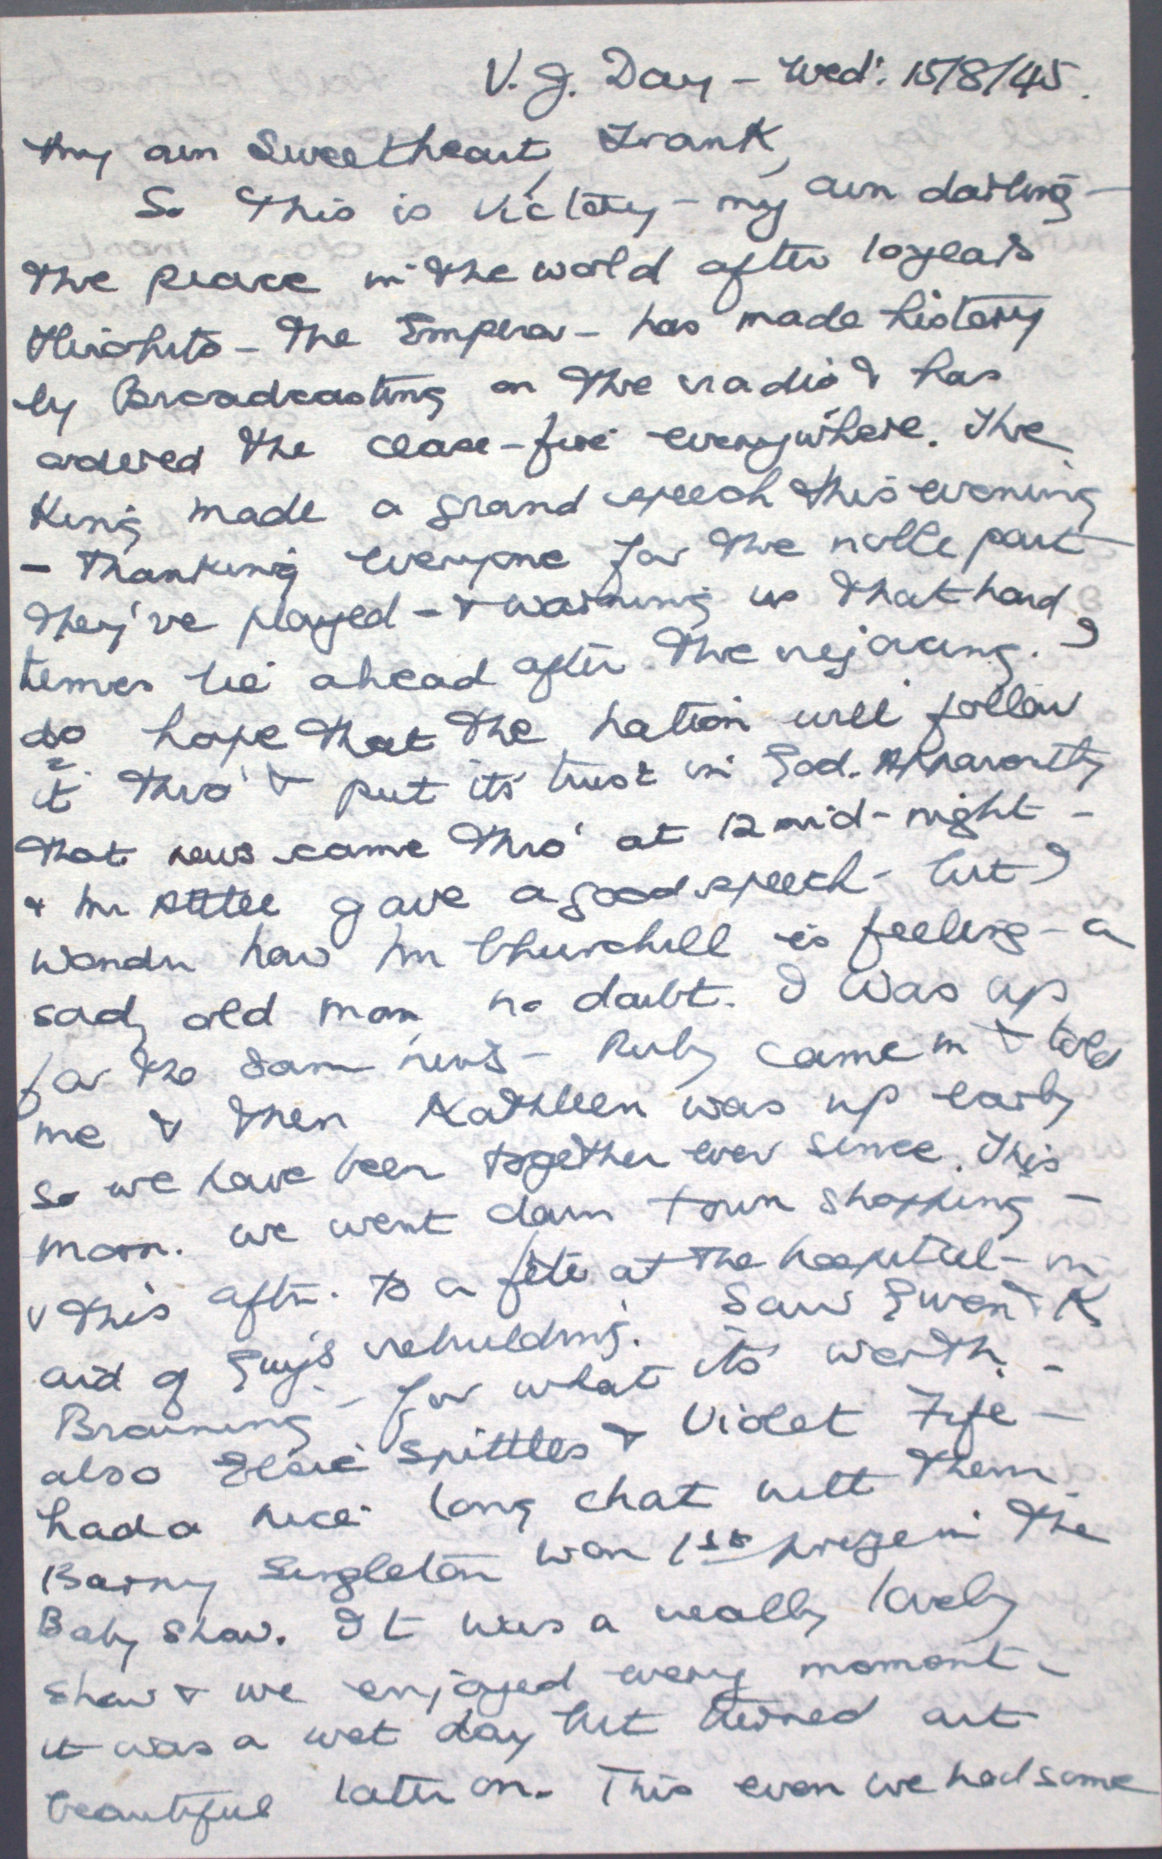 V. J. Day - Wed: 15/8/45.
My own Sweetheart, Frank,
So this is Victory - my own darling -
the peace in the world after 10 years
Hirohito - the Emperor - has made history
by Broadcasting on the radio & has
ordered the cease-fire everywhere. The
King made a grand speech this evening
- thanking everyone for the noble part
they've played - & warning us that hard
times lie ahead after the rejoicing. I
do hope that the nation will follow
it thro' & put its trust in God. Apparently
that news came thro' at 12 mid-night -
& Mr Attlee gave a good speech - but I
wonder how Mr Churchill is feeling - a
sad, old man, no doubt. I was up
for the 8am news - Ruby came in & told
me & then Kathleen was up early
so we have been together ever since. This
morn. we went down town shopping -
& this aftn. to a fête at the hospital - in
aid of Guy's rebuilding. Saw Gwen & K
Browning - for what its worth. -
also Elsie Spittles & Violet Fife -
had a nice long chat with them
Barry Singleton won 1st prize in the
Baby Show. It was a really lovely
show & we enjoyed every moment -
it was a wet day but turned out
beautiful later on. This even we had some